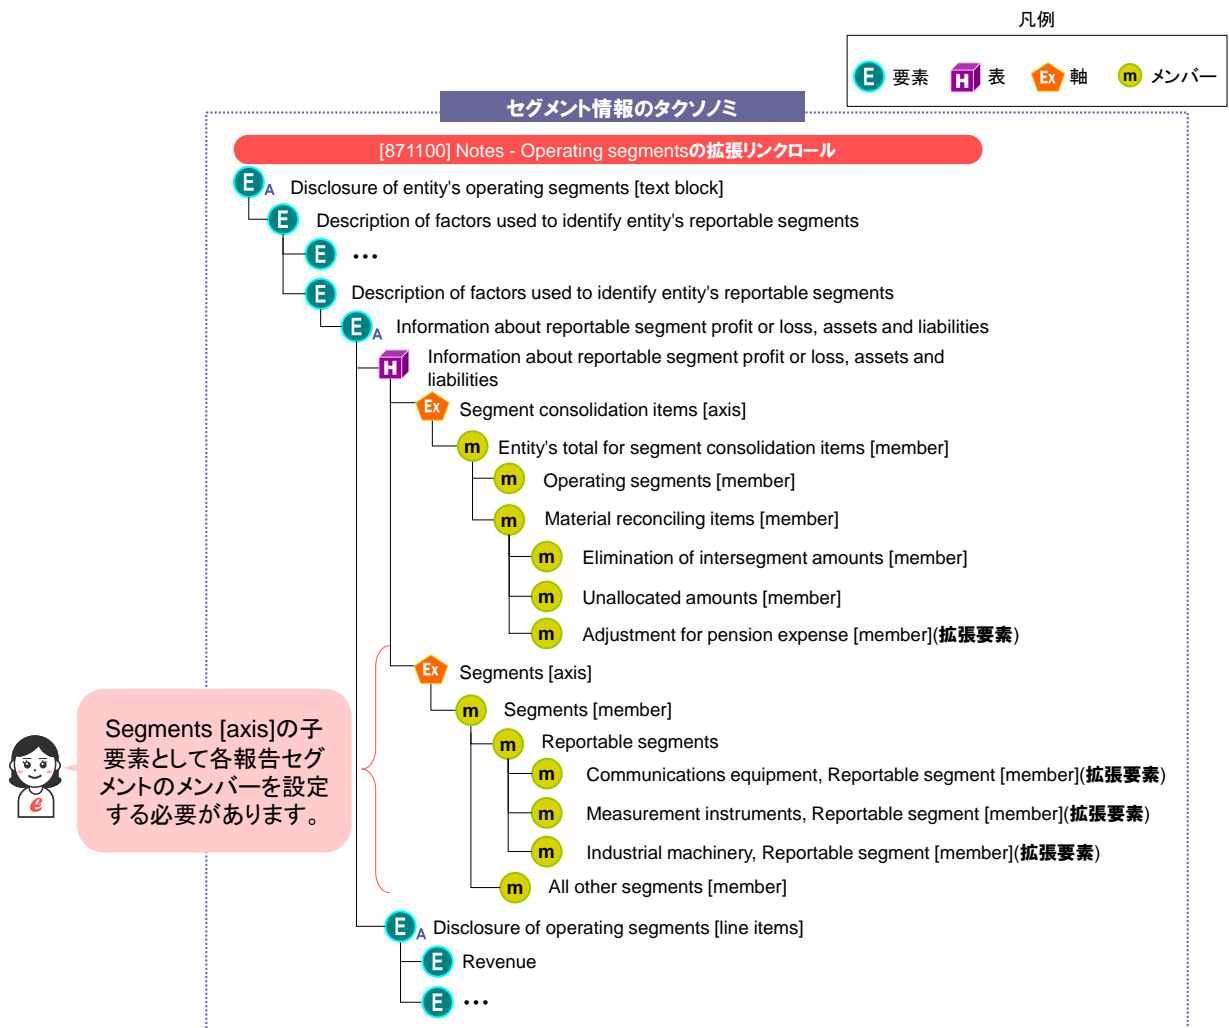 凡例
E 要素 H 表 Ex 軸 m メンバー
セグメント情報のタクソノミ
[871100] Notes - Operating segmentsの拡張リンクロール
E A Disclosure of entity's operating segments [text block]
E Description of factors used to identify entity's reportable segments
E •••
E Description of factors used to identify entity's reportable segments
E A Information about reportable segment profit or loss, assets and liabilities
H Information about reportable segment profit or loss, assets and
liabilities
Ex Segment consolidation items [axis]
m Entity's total for segment consolidation items [member]
m Operating segments [member]
m Material reconciling items [member]
m Elimination of intersegment amounts [member]
m Unallocated amounts [member]
m Adjustment for pension expense [member](拡張要素)
Ex Segments [axis]
m Segments [member]
m Reportable segments
m Communications equipment, Reportable segment [member](拡張要素)
m Measurement instruments, Reportable segment [member](拡張要素)
m Industrial machinery, Reportable segment [member](拡張要素)
m All other segments [member]
Segments [axis]の子
要素として各報告セグ
メントのメンバーを設定
する必要があります。
e
E A Disclosure of operating segments [line items]
E Revenue
E •••